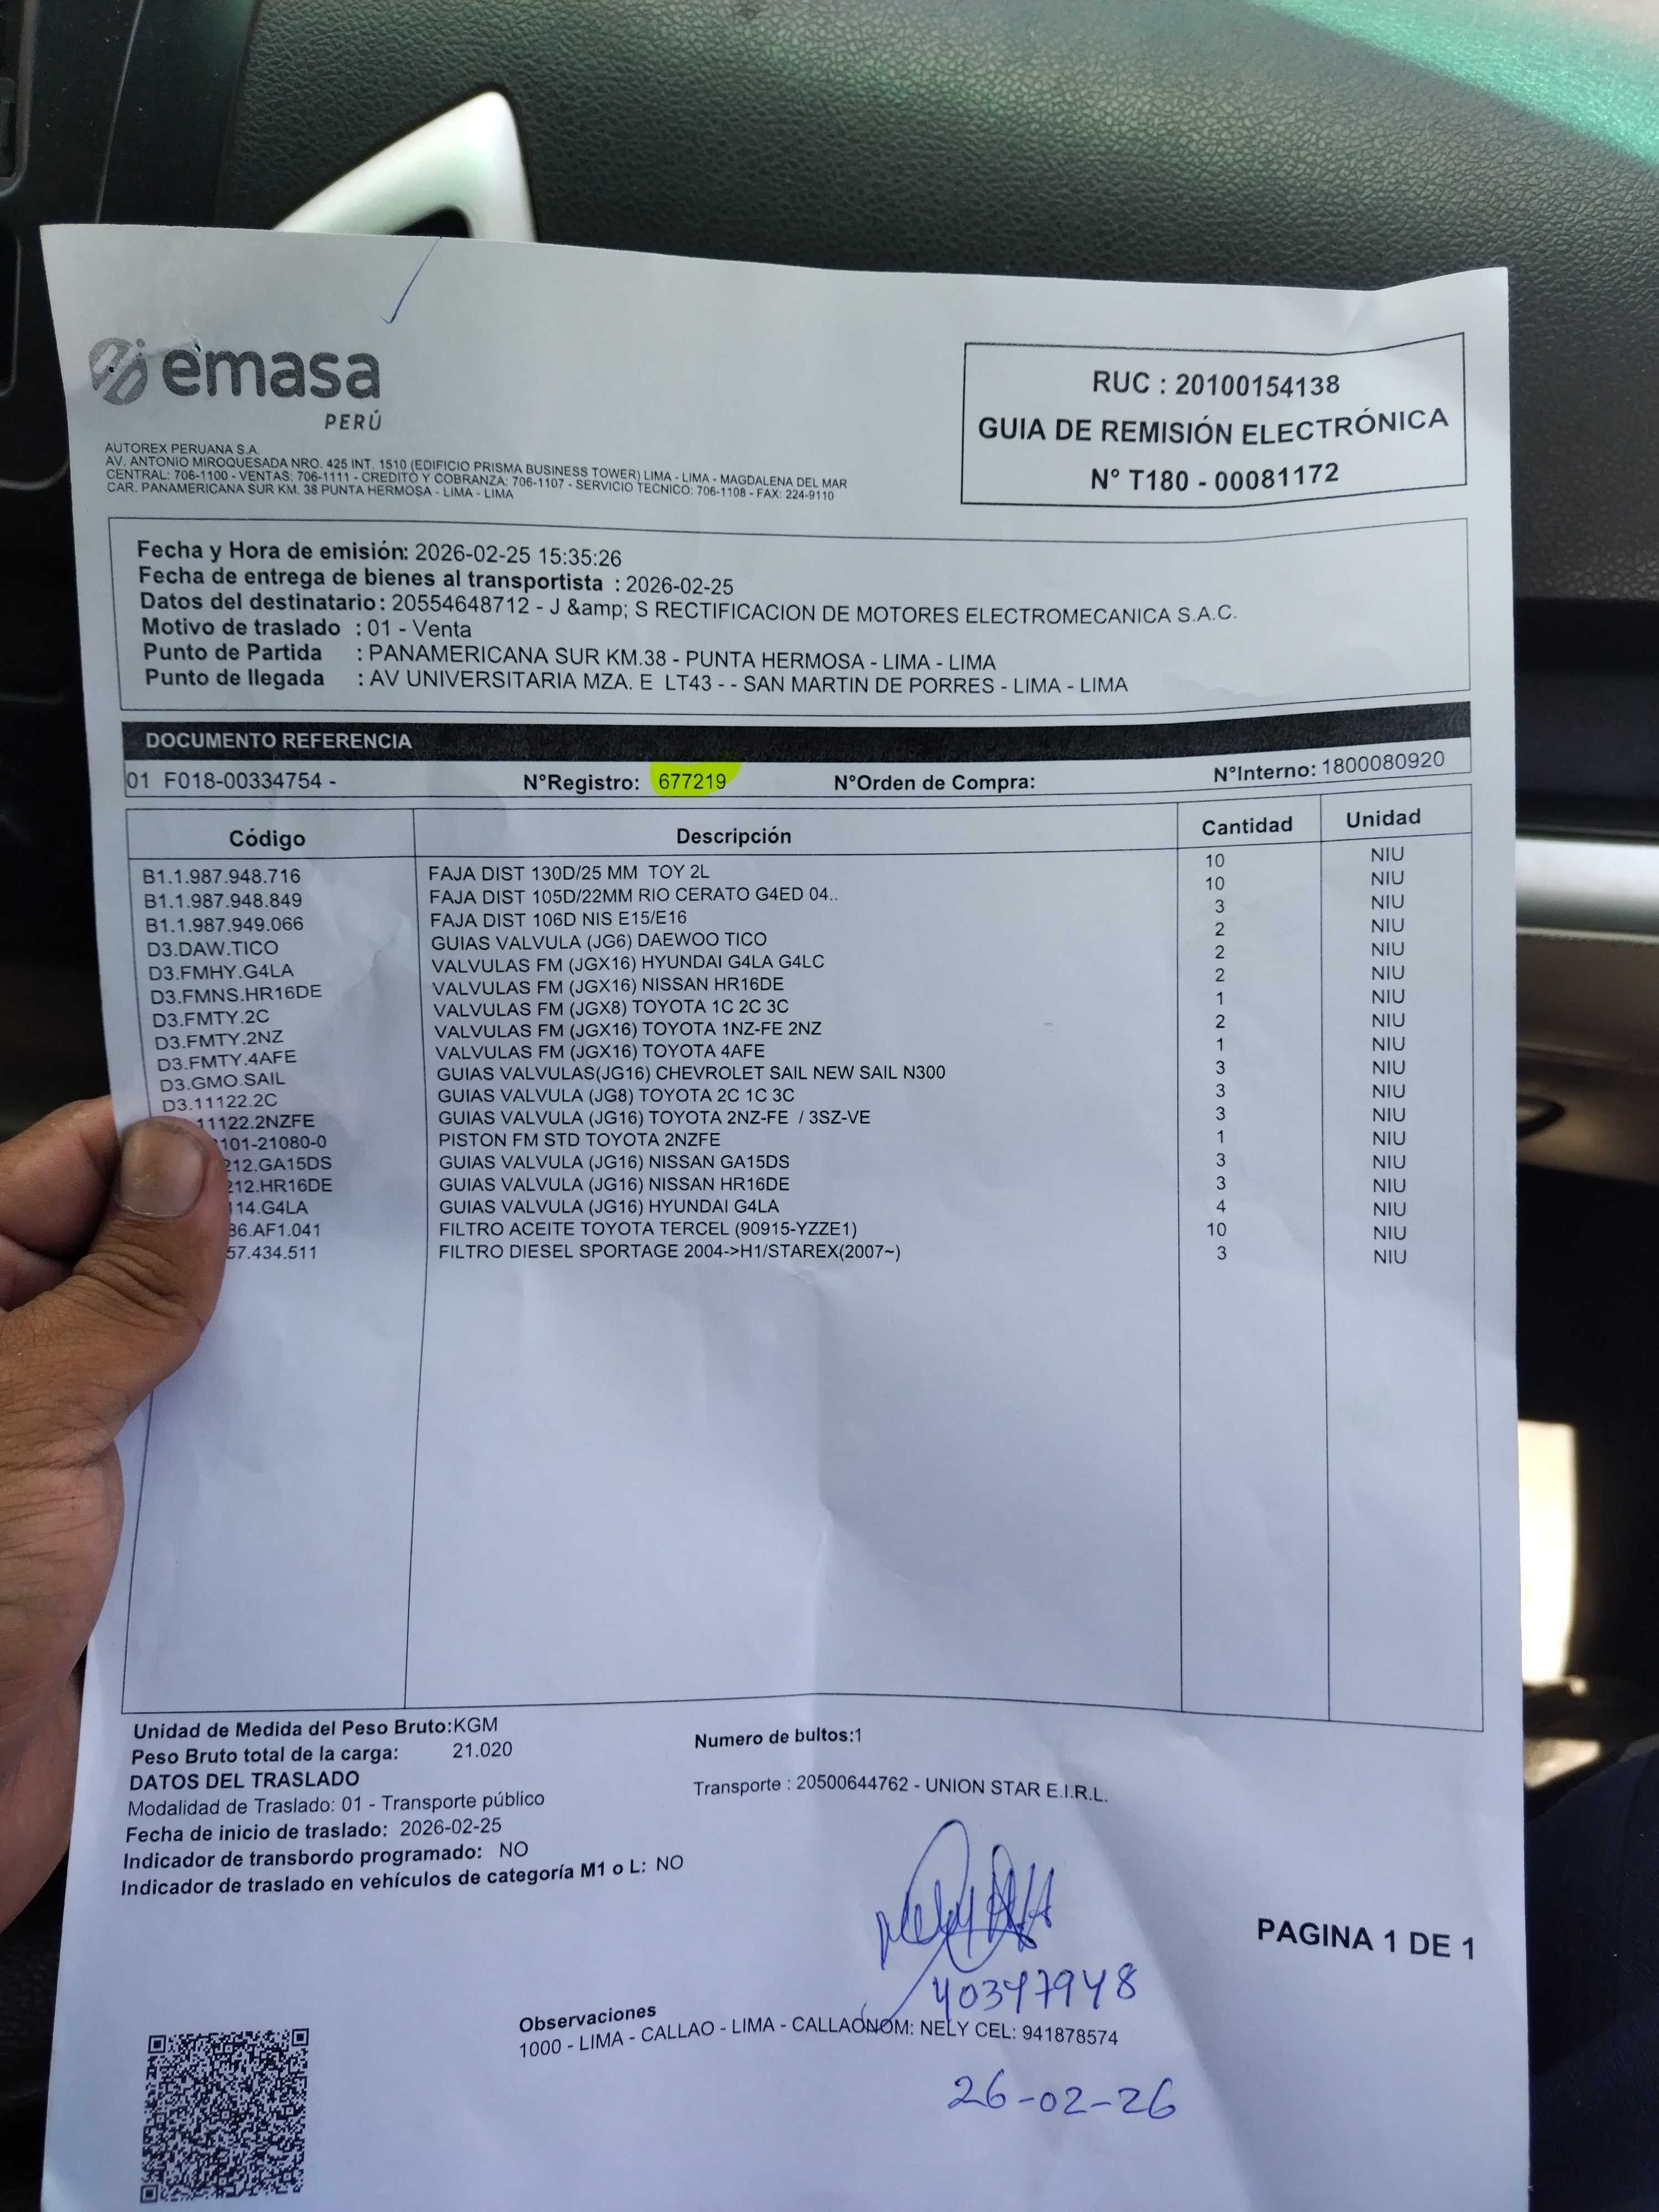 emasa
PERÚ
AUTOREX PERUANA S.A.
AV. ANTONIO MIROQUESADA NRO. 425 INT. 1510 (EDIFICIO PRISMA BUSINESS TOWER) LIMA - LIMA - MAGDALENA DEL MAR
CENTRAL: 706-1100 - VENTAS: 706-1111 - CREDITO Y COBRANZA: 706-1107 - SERVICIO TECNICO: 706-1108 - FAX: 224-9110
CAR. PANAMERICANA SUR KM. 38 PUNTA HERMOSA - LIMA - LIMA
RUC : 20100154138
GUIA DE REMISIÓN ELECTRÓNICA
N° T180 - 00081172
Fecha y Hora de emisión: 2026-02-25 15:35:26
Fecha de entrega de bienes al transportista : 2026-02-25
Datos del destinatario: 20554648712 - J &amp; S RECTIFICACION DE MOTORES ELECTROMECANICA S.A.C.
Motivo de traslado : 01 - Venta
Punto de Partida : PANAMERICANA SUR KM.38 - PUNTA HERMOSA - LIMA - LIMA
Punto de llegada : AV UNIVERSITARIA MZA. E LT43 - - SAN MARTIN DE PORRES - LIMA - LIMA
DOCUMENTO REFERENCIA
01 F018-00334754 - N°Registro: 677219 N°Orden de Compra: N°Interno: 1800080920
Código Descripción Cantidad Unidad
B1.1.987.948.716 FAJA DIST 130D/25 MM TOY 2L 10 NIU
B1.1.987.948.849 FAJA DIST 105D/22MM RIO CERATO G4ED 04.. 10 NIU
B1.1.987.949.066 FAJA DIST 106D NIS E15/E16 3 NIU
D3.DAW.TICO GUIAS VALVULA (JG6) DAEWOO TICO 2 NIU
D3.FMHY.G4LA VALVULAS FM (JGX16) HYUNDAI G4LA G4LC 2 NIU
D3.FMNS.HR16DE VALVULAS FM (JGX16) NISSAN HR16DE 2 NIU
D3.FMTY.2C VALVULAS FM (JGX8) TOYOTA 1C 2C 3C 1 NIU
D3.FMTY.2NZ VALVULAS FM (JGX16) TOYOTA 1NZ-FE 2NZ 2 NIU
D3.FMTY.4AFE VALVULAS FM (JGX16) TOYOTA 4AFE 1 NIU
D3.GMO.SAIL GUIAS VALVULAS(JG16) CHEVROLET SAIL NEW SAIL N300 3 NIU
D3.11122.2C GUIAS VALVULA (JG8) TOYOTA 2C 1C 3C 3 NIU
11122.2NZFE GUIAS VALVULA (JG16) TOYOTA 2NZ-FE / 3SZ-VE 3 NIU
101-21080-0 PISTON FM STD TOYOTA 2NZFE 1 NIU
212.GA15DS GUIAS VALVULA (JG16) NISSAN GA15DS 3 NIU
212.HR16DE GUIAS VALVULA (JG16) NISSAN HR16DE 3 NIU
14.G4LA GUIAS VALVULA (JG16) HYUNDAI G4LA 4 NIU
86.AF1.041 FILTRO ACEITE TOYOTA TERCEL (90915-YZZE1) 10 NIU
57.434.511 FILTRO DIESEL SPORTAGE 2004->H1/STAREX(2007~) 3 NIU
Unidad de Medida del Peso Bruto:KGM
Peso Bruto total de la carga: 21.020 Numero de bultos:1
DATOS DEL TRASLADO
Modalidad de Traslado: 01 - Transporte público Transporte : 20500644762 - UNION STAR E.I.R.L.
Fecha de inicio de traslado: 2026-02-25
Indicador de transbordo programado: NO
Indicador de traslado en vehículos de categoría M1 o L: NO
PAGINA 1 DE 1
40347948
Observaciones
1000 - LIMA - CALLAO - LIMA - CALLAONOM: NELY CEL: 941878574
26-02-26